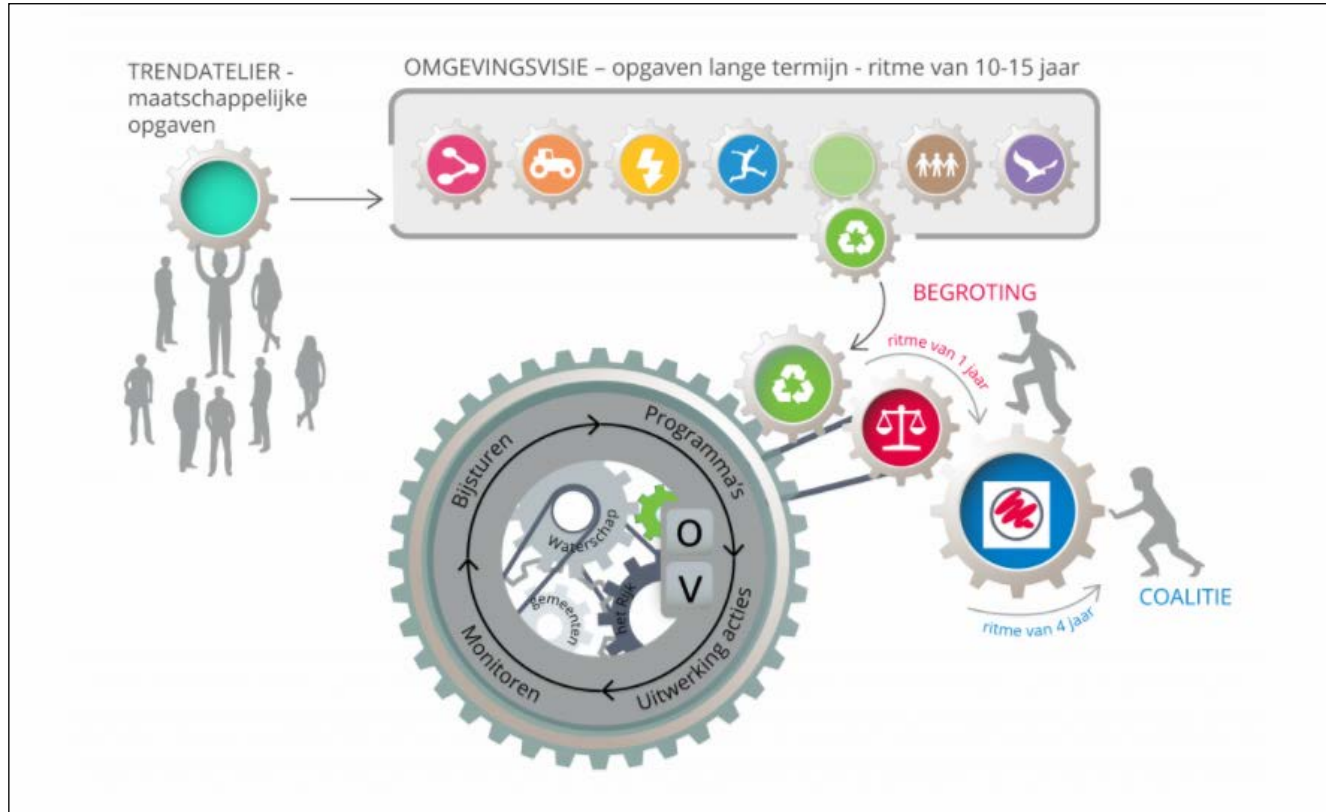 TRENDATELIER -
maatschappelijke
opgaven
OMGEVINGSVISIE – opgaven lange termijn - ritme van 10-15 jaar
BEGROTING
ritme van 1 jaar
Bijsturen
Programma's
Waterschap
O
V
gemeenten
het Rijk
Monitoren
Uitwerking acties
COALITIE
ritme van 4 jaar